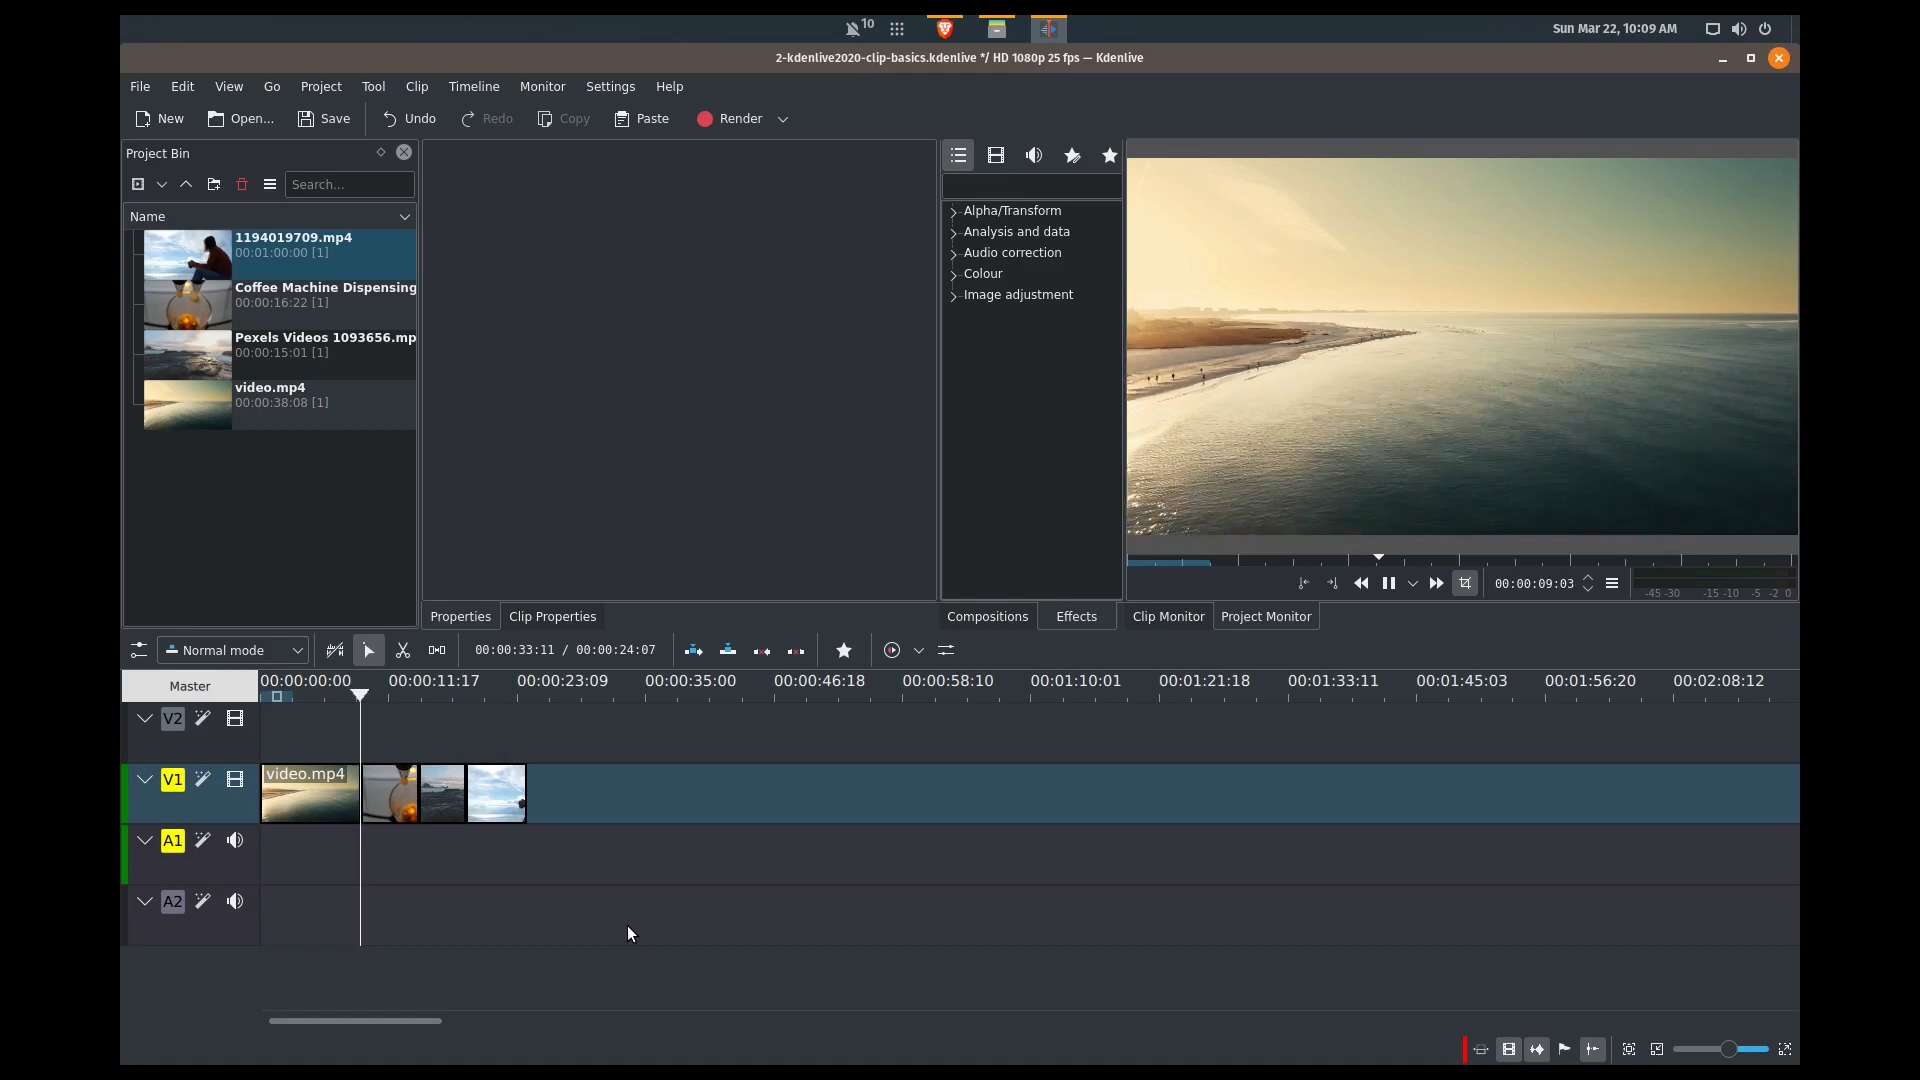 10
Sun Mar 22, 10:09 AM
2-kdenlive2020-clip-basics.kdenlive */ HD 1080p 25 fps — Kdenlive
File Edit View Go Project Tool Clip Timeline Monitor Settings Help
New Open... Save Undo Redo Copy Paste Render
Project Bin
Search...
Name
1194019709.mp4
00:01:00:00 [1]
Coffee Machine Dispensing
00:00:16:22 [1]
Pexels Videos 1093656.mp
00:00:15:01 [1]
video.mp4
00:00:38:08 [1]
Alpha/Transform
Analysis and data
Audio correction
Colour
Image adjustment
00:00:09:03
-45 -30 -15 -10 -5 -2 0
Properties Clip Properties Compositions Effects Clip Monitor Project Monitor
Normal mode 00:00:33:11 / 00:00:24:07
Master 00:00:00:00 00:00:11:17 00:00:23:09 00:00:35:00 00:00:46:18 00:00:58:10 00:01:10:01 00:01:21:18 00:01:33:11 00:01:45:03 00:01:56:20 00:02:08:12
V2
V1 video.mp4
A1
A2